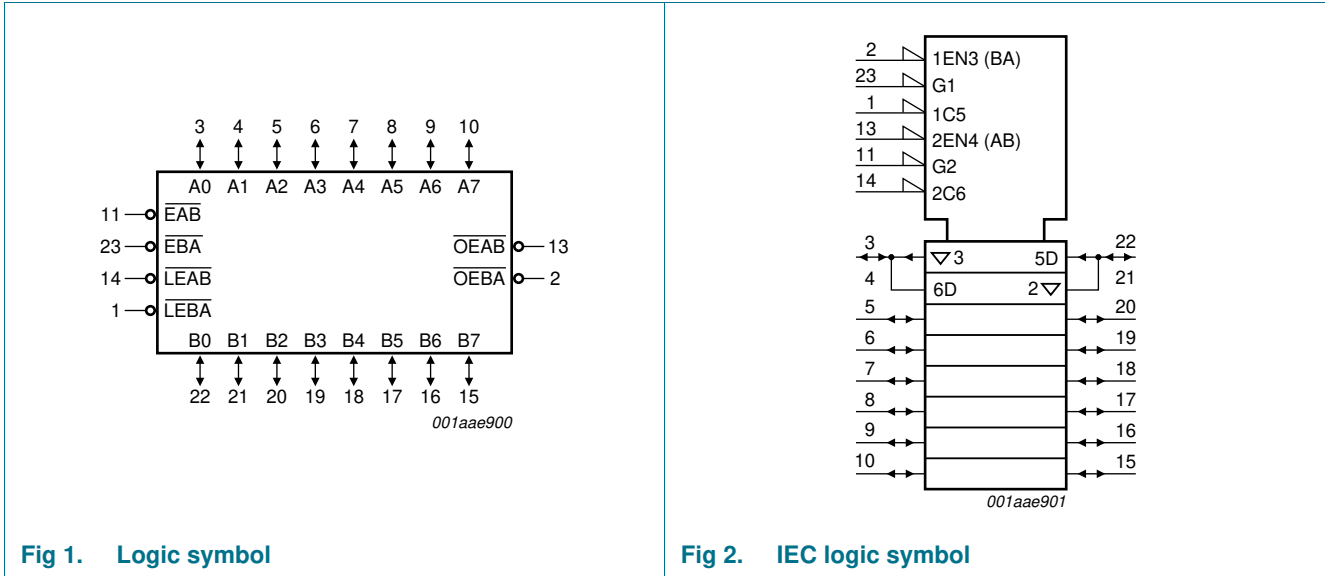 3 4 5 6 7 8 9 10
A0 A1 A2 A3 A4 A5 A6 A7
11 EAB
23 EBA OEAB 13
14 LEAB OEBA 2
1 LEBA
B0 B1 B2 B3 B4 B5 B6 B7
22 21 20 19 18 17 16 15
001aae900
Fig 1. Logic symbol
2 1EN3 (BA)
23 G1
1 1C5
13 2EN4 (AB)
11 G2
14 2C6
3 ▽3 5D 22
4 6D 2▽ 21
5 20
6 19
7 18
8 17
9 16
10 15
001aae901
Fig 2. IEC logic symbol